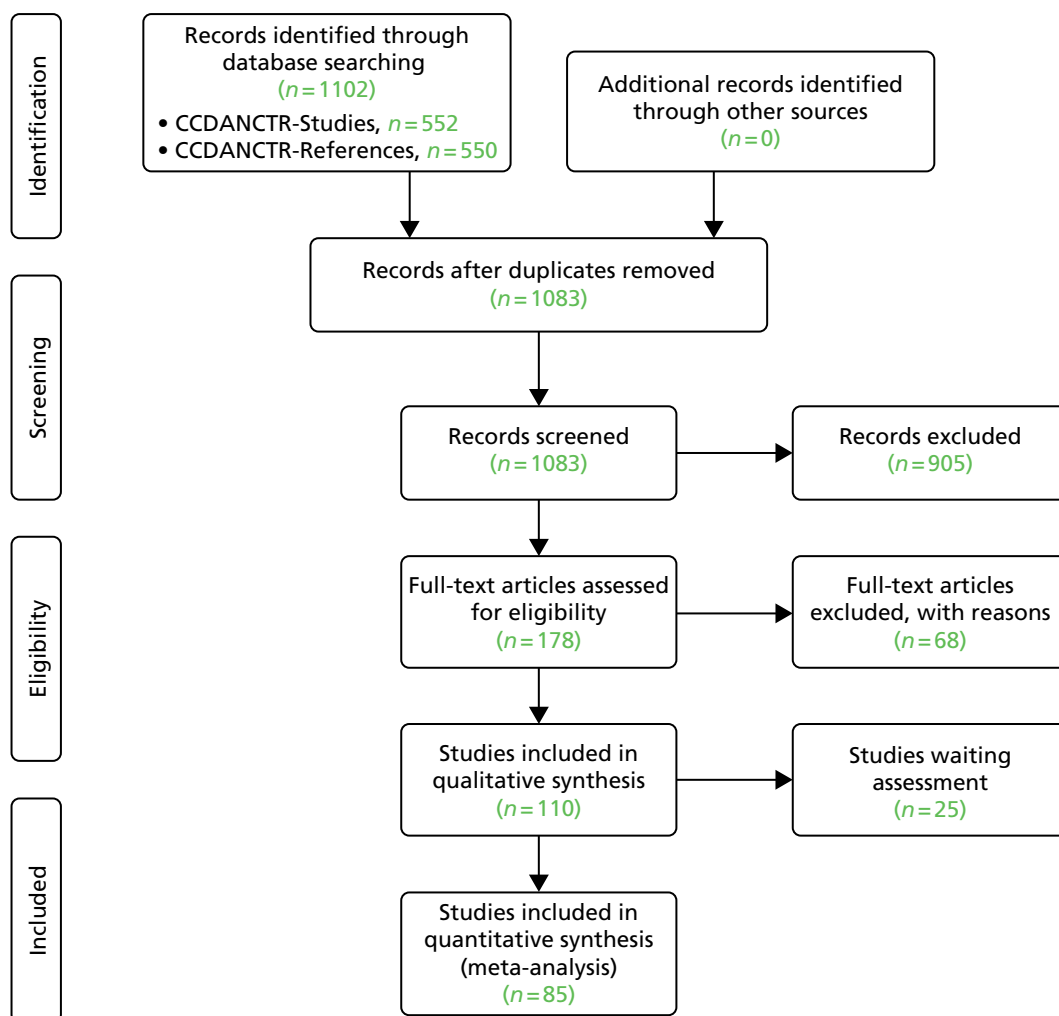 Identification
Records identified through
database searching
(n=1102)
• CCDANCTR-Studies, n=552
• CCDANCTR-References, n=550
Additional records identified
through other sources
(n=0)
Records after duplicates removed
(n=1083)
Screening
Records screened
(n=1083)
Records excluded
(n=905)
Eligibility
Full-text articles assessed
for eligibility
(n=178)
Full-text articles
excluded, with reasons
(n=68)
Studies included in
qualitative synthesis
(n=110)
Studies waiting
assessment
(n=25)
Included
Studies included in
quantitative synthesis
(meta-analysis)
(n=85)